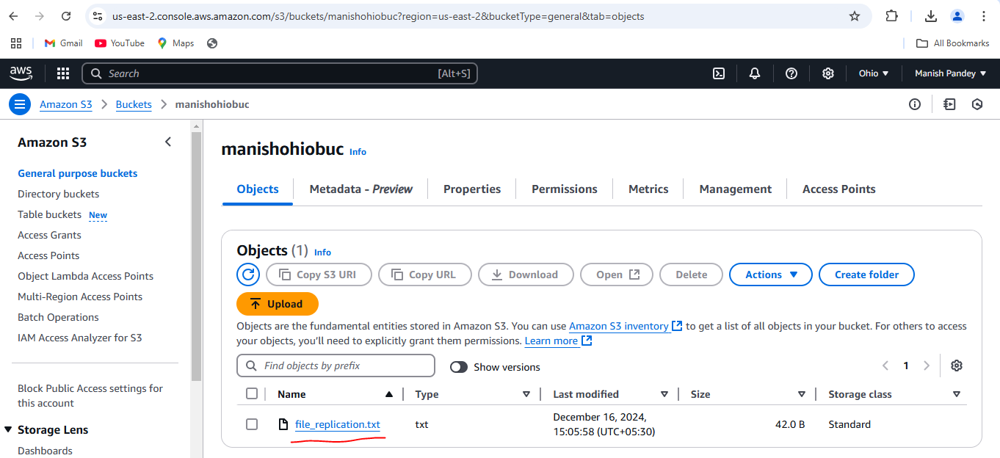 us-east-2.console.aws.amazon.com/s3/buckets/manishohiobuc?region=us-east-2&bucketType=general&tab=objects
Gmail YouTube Maps All Bookmarks
aws Search [Alt+S] Ohio Manish Pandey
Amazon S3 Buckets manishohiobuc
Amazon S3
General purpose buckets
Directory buckets
Table buckets New
Access Grants
Access Points
Object Lambda Access Points
Multi-Region Access Points
Batch Operations
IAM Access Analyzer for S3
Block Public Access settings for
this account
Storage Lens
Dashboards
manishohiobuc Info
Objects Metadata - Preview Properties Permissions Metrics Management Access Points
Objects (1) Info
Copy S3 URI Copy URL Download Open Delete Actions Create folder
Upload
Objects are the fundamental entities stored in Amazon S3. You can use Amazon S3 inventory to get a list of all objects in your bucket. For others to access
your objects, you'll need to explicitly grant them permissions. Learn more
Find objects by prefix Show versions 1
Name Type Last modified Size Storage class
file_replication.txt txt December 16, 2024, 42.0 B Standard
15:05:58 (UTC+05:30)